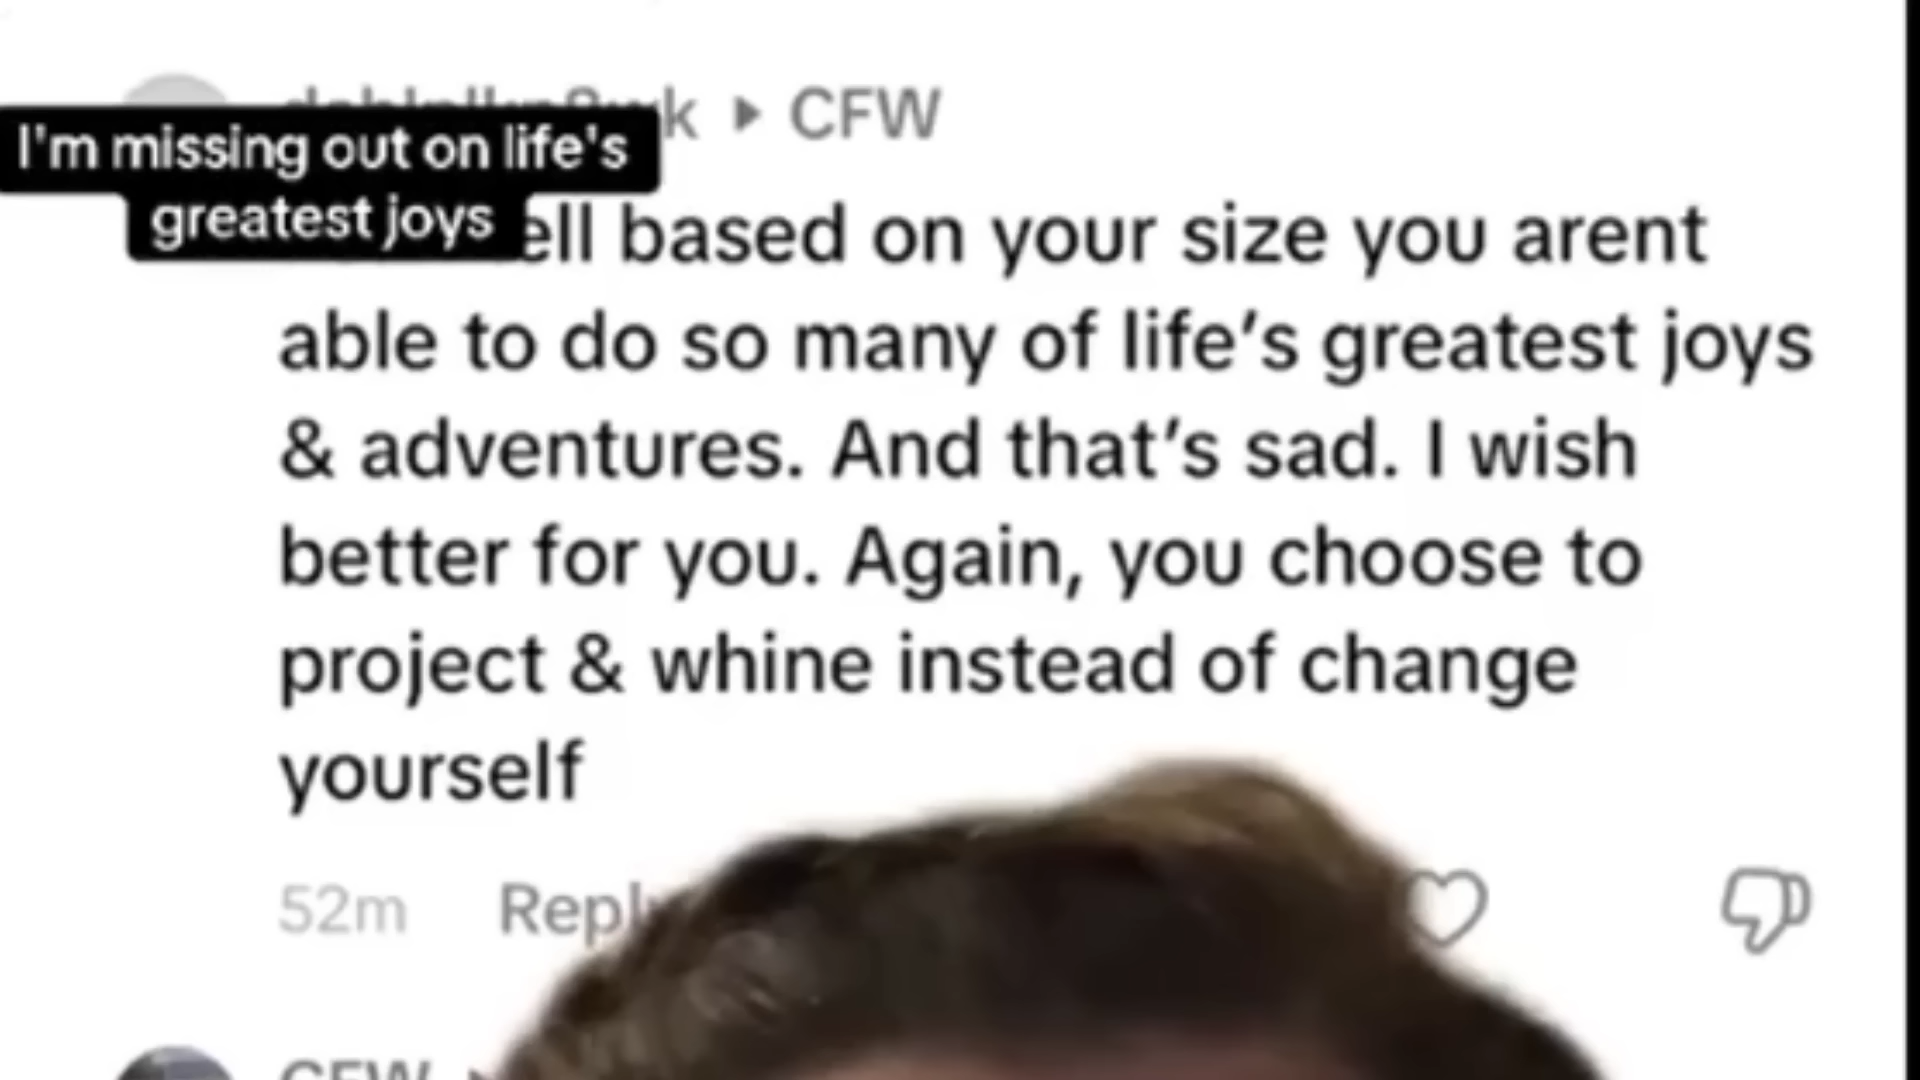 CFW
I'm missing out on life's
greatest joys
based on your size you arent
able to do so many of life’s greatest joys
& adventures. And that’s sad. I wish
better for you. Again, you choose to
project & whine instead of change
yourself
52m Reply
CFW